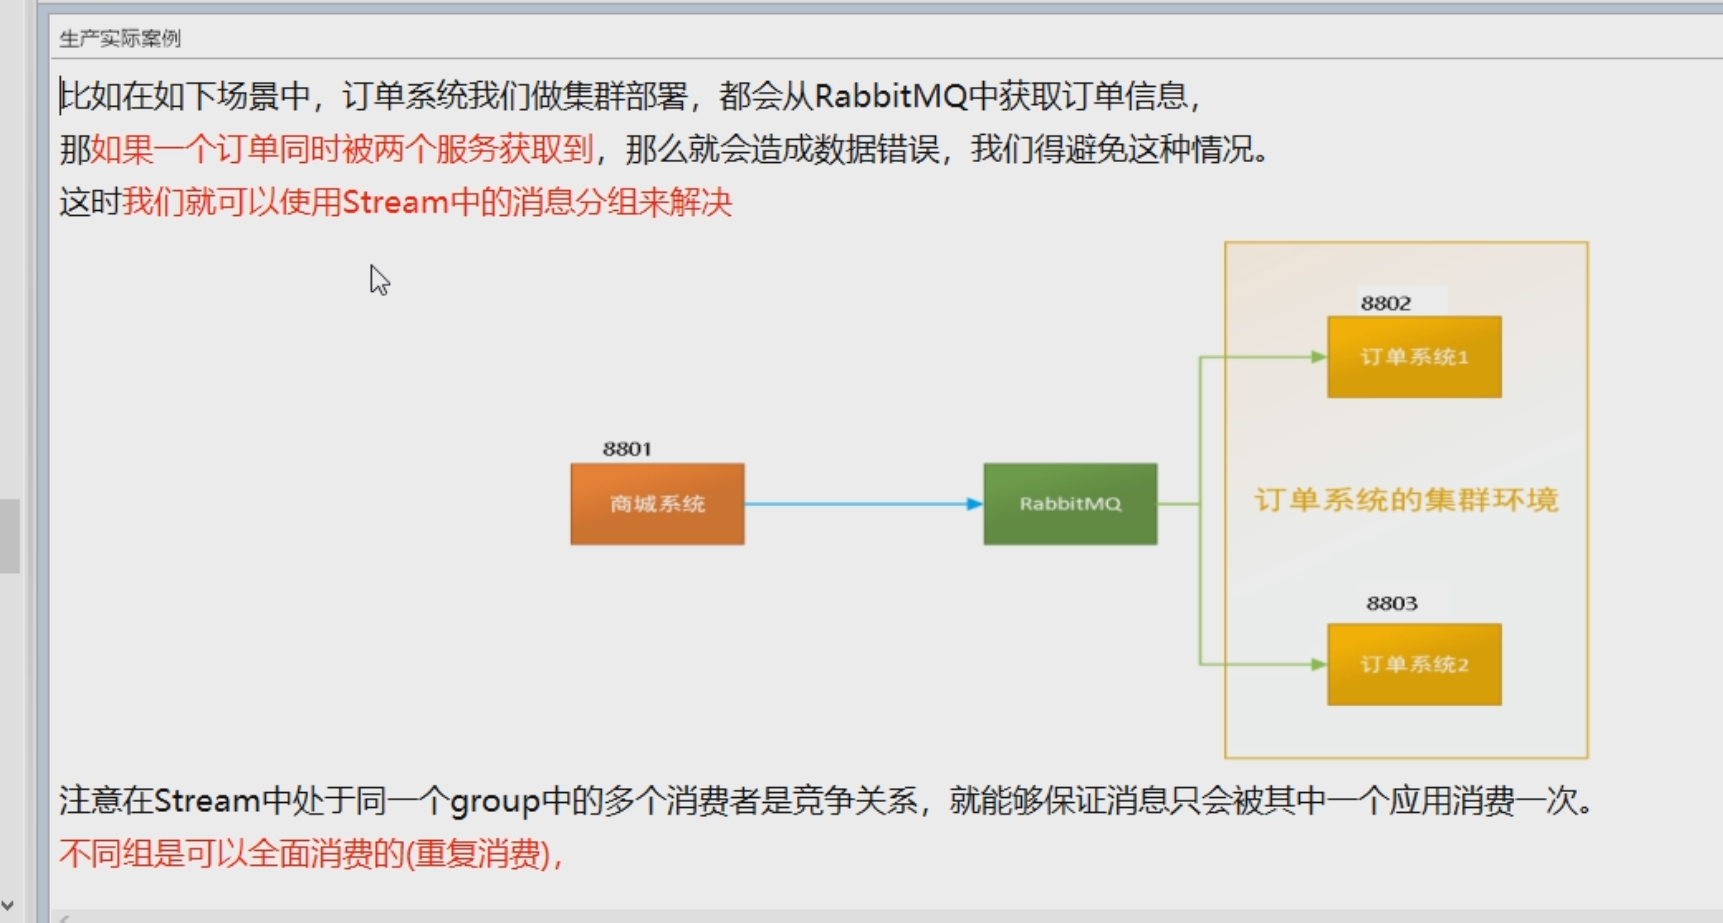 生产实际案例
比如在如下场景中，订单系统我们做集群部署，都会从RabbitMQ中获取订单信息，
那如果一个订单同时被两个服务获取到，那么就会造成数据错误，我们得避免这种情况。
这时我们就可以使用Stream中的消息分组来解决
8802
订单系统1
8801
商城系统
RabbitMQ
订单系统的集群环境
8803
订单系统2
注意在Stream中处于同一个group中的多个消费者是竞争关系，就能够保证消息只会被其中一个应用消费一次。
不同组是可以全面消费的(重复消费)，